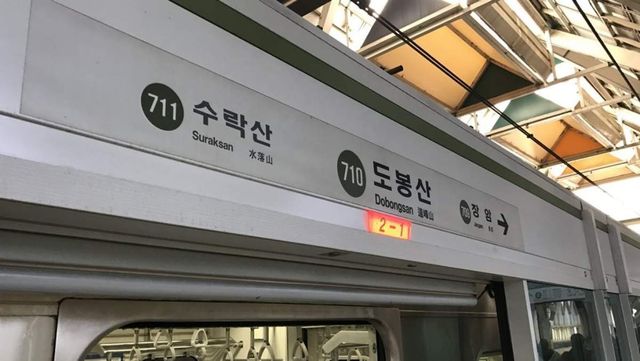 711 수락산
Suraksan 水落山
710 도봉산
Dobongsan 道峰山
2-1
장암